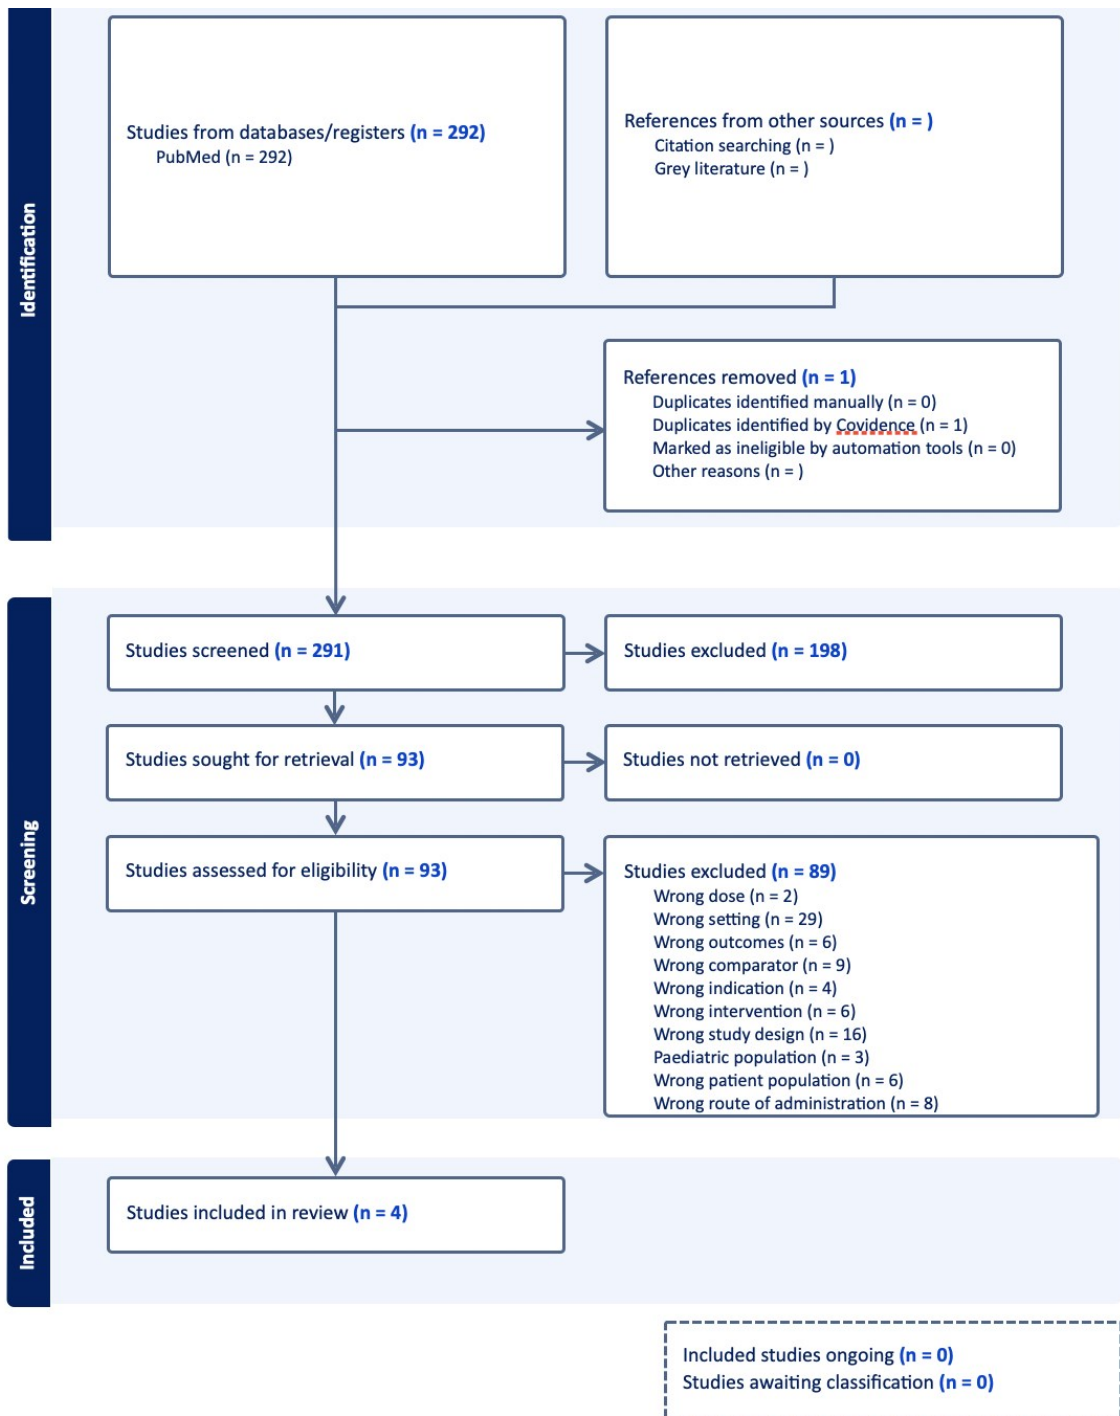 Identification
Studies from databases/registers (n = 292)
PubMed (n = 292)
References from other sources (n = )
Citation searching (n = )
Grey literature (n = )
References removed (n = 1)
Duplicates identified manually (n = 0)
Duplicates identified by Covidence (n = 1)
Marked as ineligible by automation tools (n = 0)
Other reasons (n = )
Screening
Studies screened (n = 291)
Studies excluded (n = 198)
Studies sought for retrieval (n = 93)
Studies not retrieved (n = 0)
Studies assessed for eligibility (n = 93)
Studies excluded (n = 89)
Wrong dose (n = 2)
Wrong setting (n = 29)
Wrong outcomes (n = 6)
Wrong comparator (n = 9)
Wrong indication (n = 4)
Wrong intervention (n = 6)
Wrong study design (n = 16)
Paediatric population (n = 3)
Wrong patient population (n = 6)
Wrong route of administration (n = 8)
Included
Studies included in review (n = 4)
Included studies ongoing (n = 0)
Studies awaiting classification (n = 0)